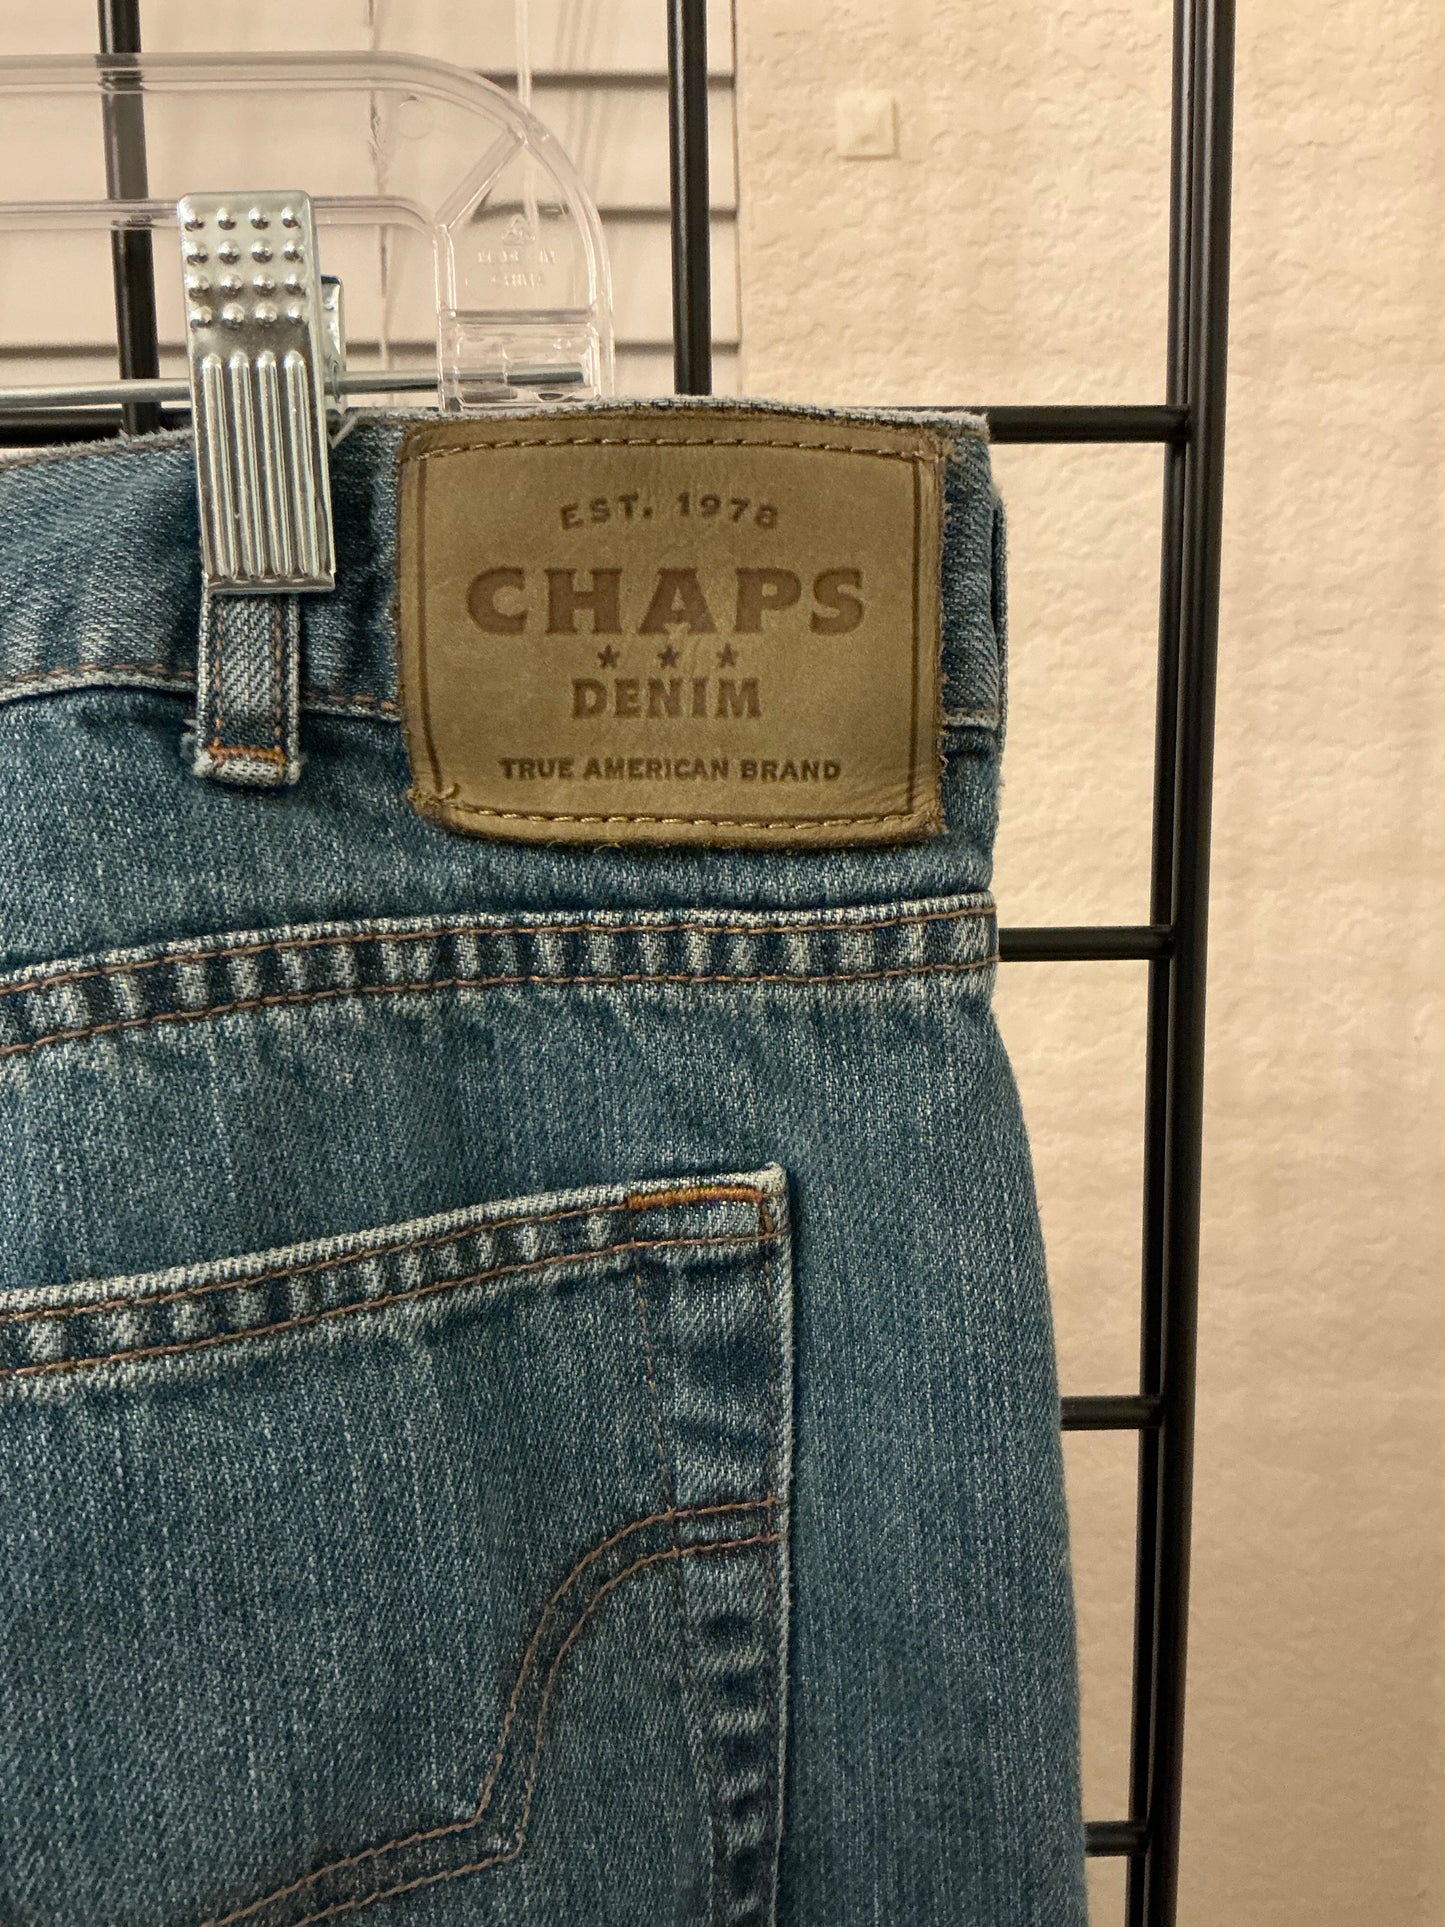 EST. 1978
CHAPS
DENIM
TRUE AMERICAN BRAND